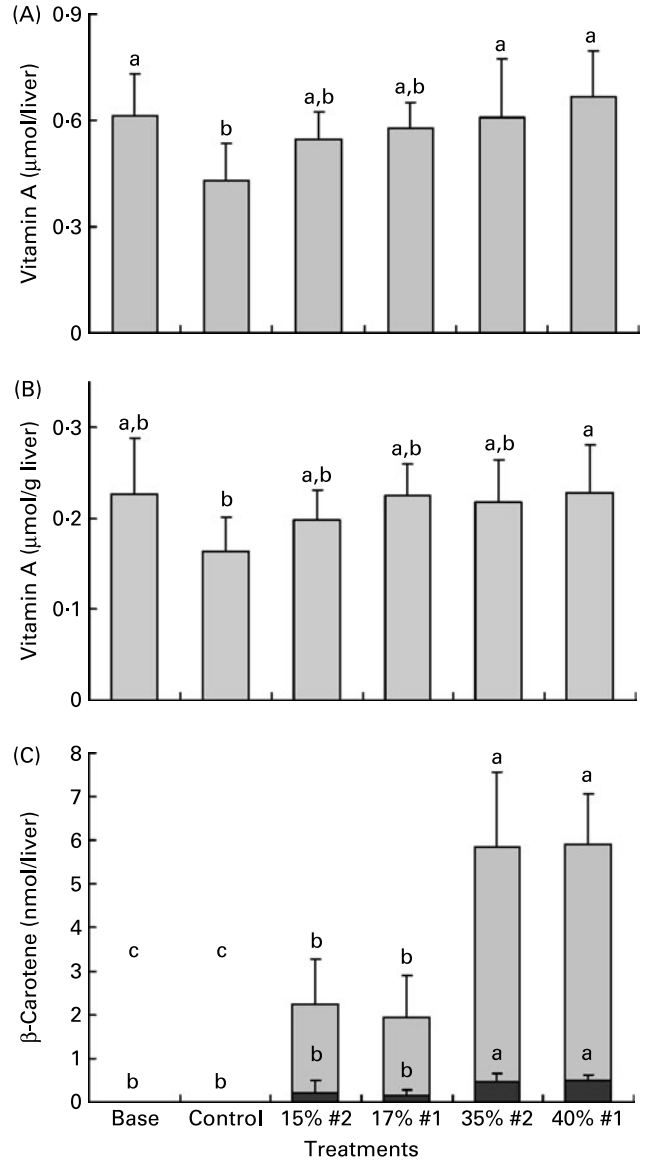 (A)
0·9
0·6
0·3
0
Vitamin A (μmol/liver)
a b a,b a,b a a
(B)
0·3
0·2
0·1
0
Vitamin A (μmol/g liver)
a,b b a,b a,b a,b a
(C)
8
7
6
5
4
3
2
1
0
β-Carotene (nmol/liver)
c c b b a a
b b b b a a
Base Control 15% #2 17% #1 35% #2 40% #1
Treatments